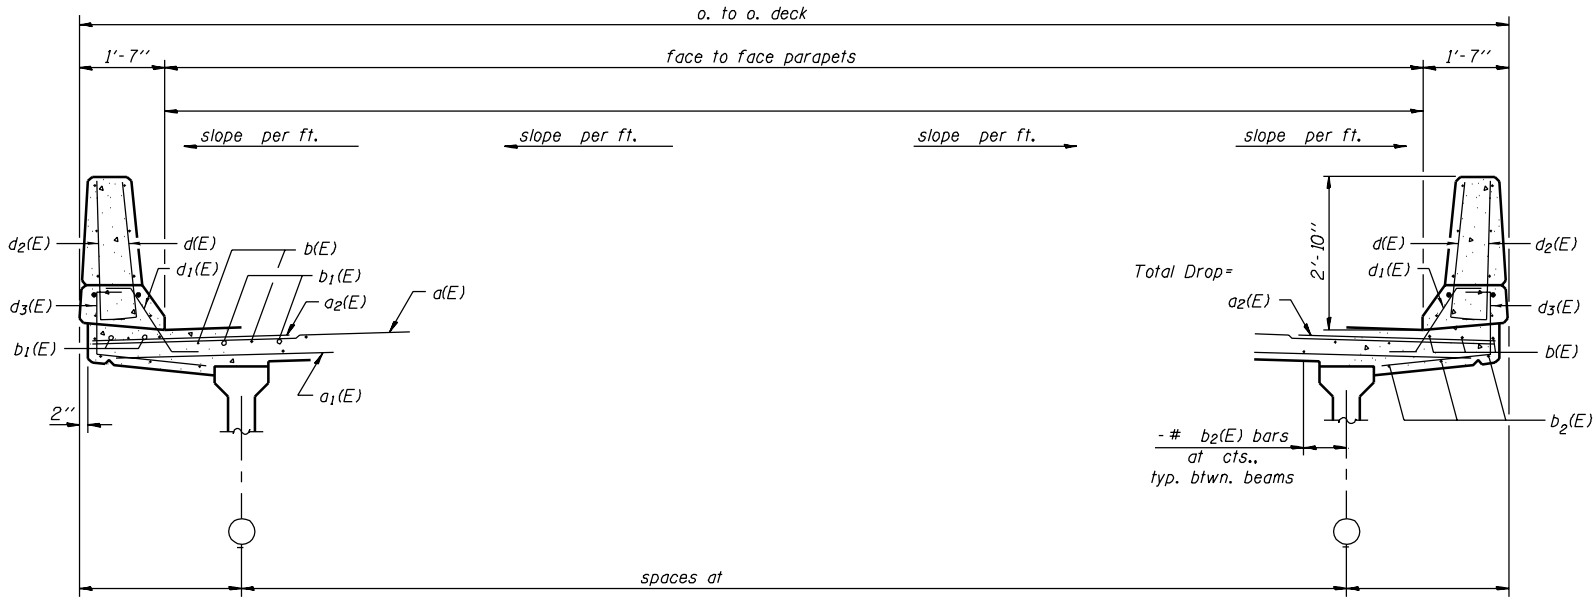 o. to o. deck
1'-7" face to face parapets 1'-7"
slope per ft. slope per ft. slope per ft. slope per ft.
d2(E) d(E) b(E) d(E) d2(E)
d1(E) b1(E) Total Drop= 2'-10" d1(E)
d3(E) a2(E) a(E) a2(E) d3(E)
b1(E) b(E)
a1(E)
2" b2(E)
-# b2(E) bars
at cts.,
typ. btwn. beams
spaces at